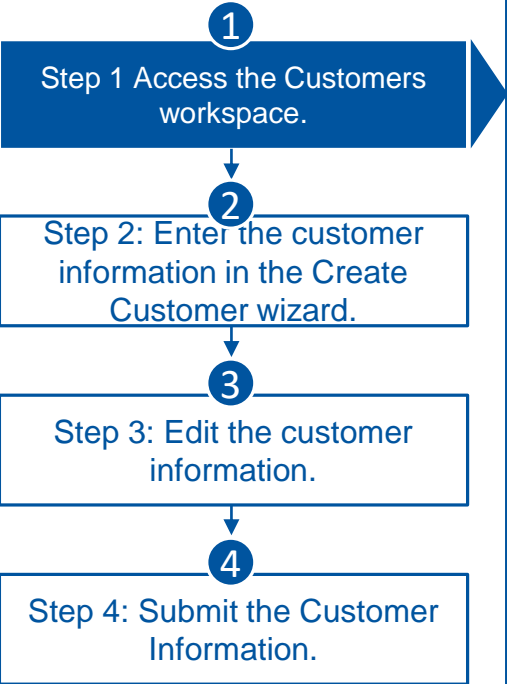 1
Step 1 Access the Customers
workspace.
2
Step 2: Enter the customer
information in the Create
Customer wizard.
3
Step 3: Edit the customer
information.
4
Step 4: Submit the Customer
Information.